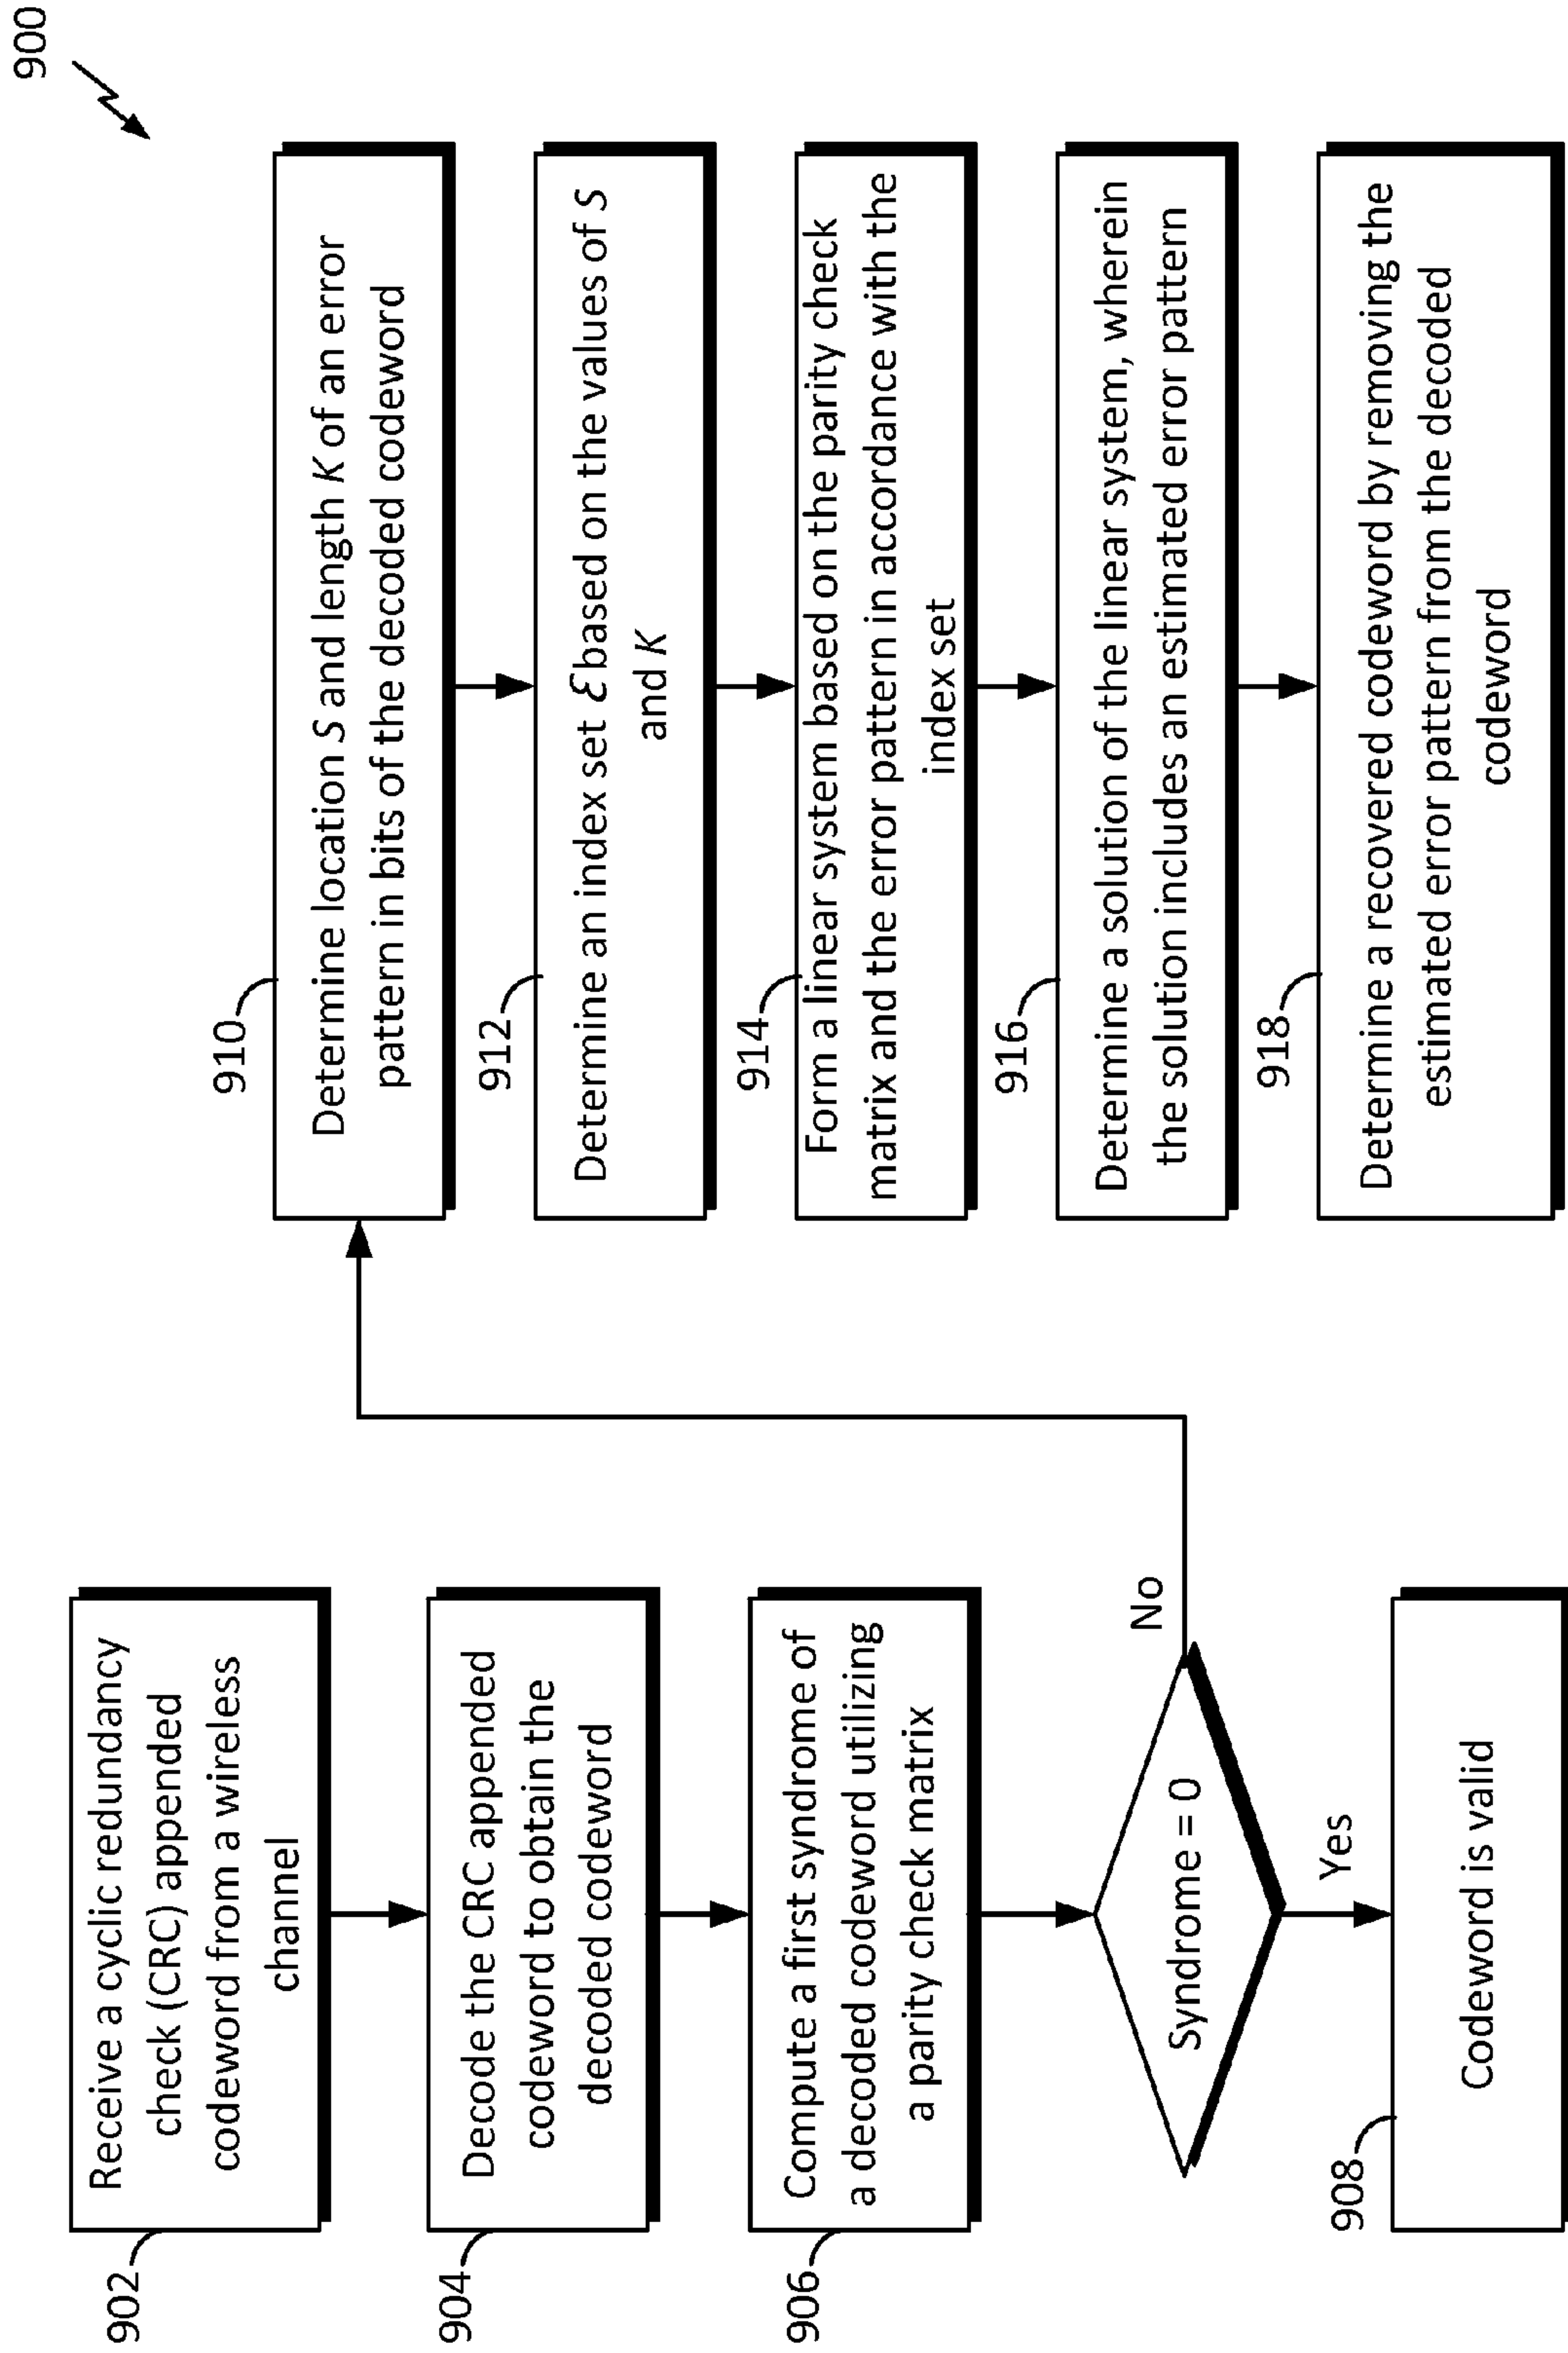 900
902
Receive a cyclic redundancy
check (CRC) appended
codeword from a wireless
channel
904
Decode the CRC appended
codeword to obtain the
decoded codeword
906
Compute a first syndrome of
a decoded codeword utilizing
a parity check matrix
Syndrome = 0
No
Yes
908
Codeword is valid
910
Determine location S and length K of an error
pattern in bits of the decoded codeword
912
Determine an index set ℰ based on the values of S
and K
914
Form a linear system based on the parity check
matrix and the error pattern in accordance with the
index set
916
Determine a solution of the linear system, wherein
the solution includes an estimated error pattern
918
Determine a recovered codeword by removing the
estimated error pattern from the decoded
codeword